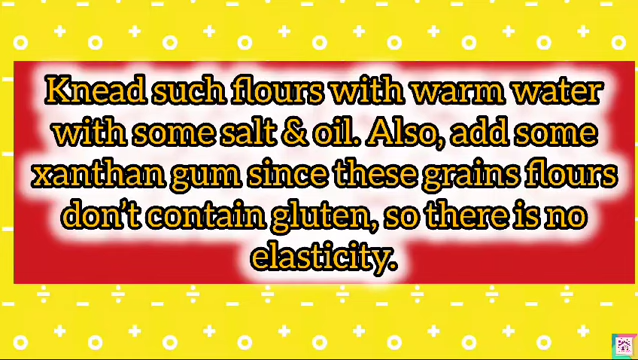 Knead such flours with warm water
with some salt & oil. Also, add some
xanthan gum since these grains flours
don't contain gluten, so there is no
elasticity.